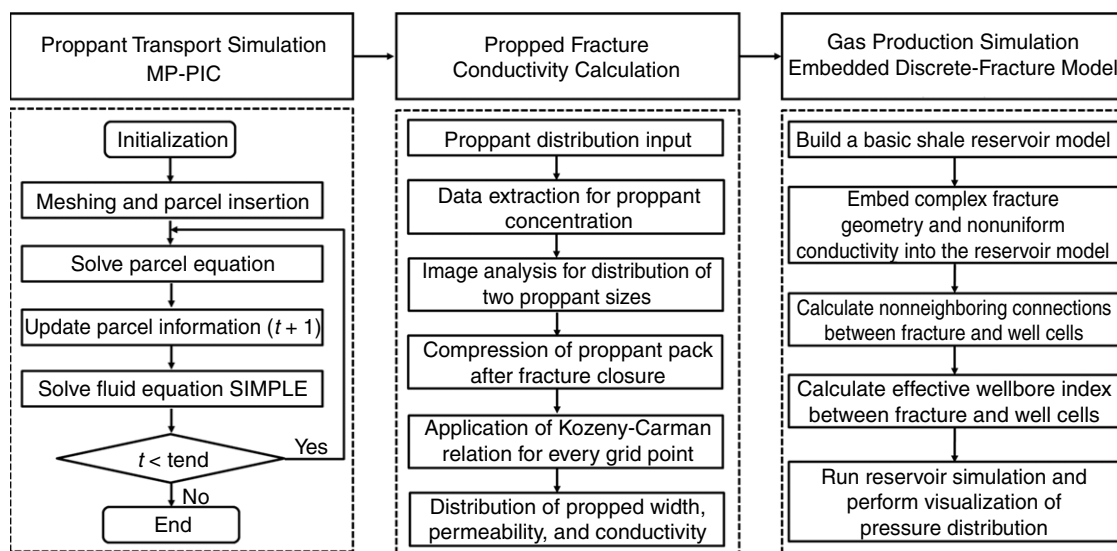 Proppant Transport Simulation
MP-PIC
Propped Fracture
Conductivity Calculation
Gas Production Simulation
Embedded Discrete-Fracture Model
Initialization
Meshing and parcel insertion
Solve parcel equation
Update parcel information (t + 1)
Solve fluid equation SIMPLE
t < tend
Yes
No
End
Proppant distribution input
Data extraction for proppant
concentration
Image analysis for distribution of
two proppant sizes
Compression of proppant pack
after fracture closure
Application of Kozeny-Carman
relation for every grid point
Distribution of propped width,
permeability, and conductivity
Build a basic shale reservoir model
Embed complex fracture
geometry and nonuniform
conductivity into the reservoir model
Calculate nonneighboring connections
between fracture and well cells
Calculate effective wellbore index
between fracture and well cells
Run reservoir simulation and
perform visualization of
pressure distribution